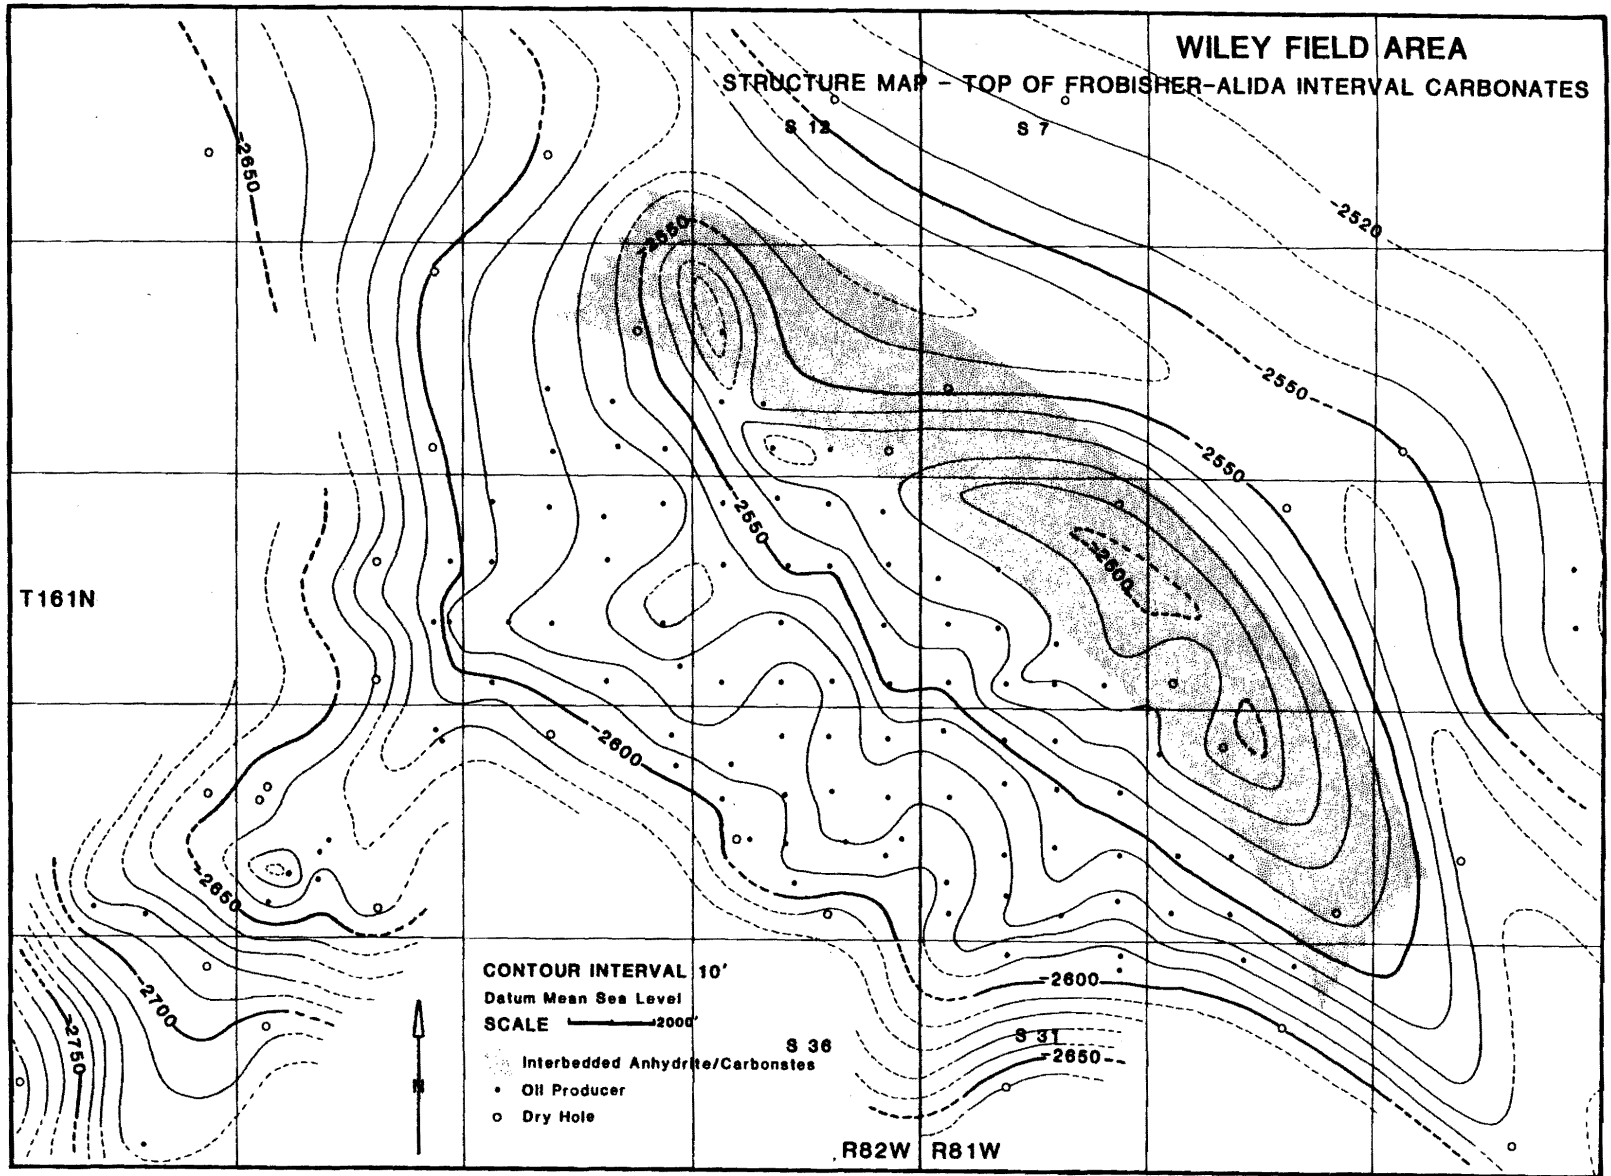 WILEY FIELD AREA
STRUCTURE MAP - TOP OF FROBISHER-ALIDA INTERVAL CARBONATES
S 12
S 7
-2650
-2520
-2550
-2550
-2550
-2550
-2600
T161N
-2600
-2650
-2700
-2750
CONTOUR INTERVAL 10'
Datum Mean Sea Level
SCALE 2000'
S 36
Interbedded Anhydrite/Carbonstes
Oil Producer
Dry Hole
N
-2600
S 31
-2650
R82W R81W